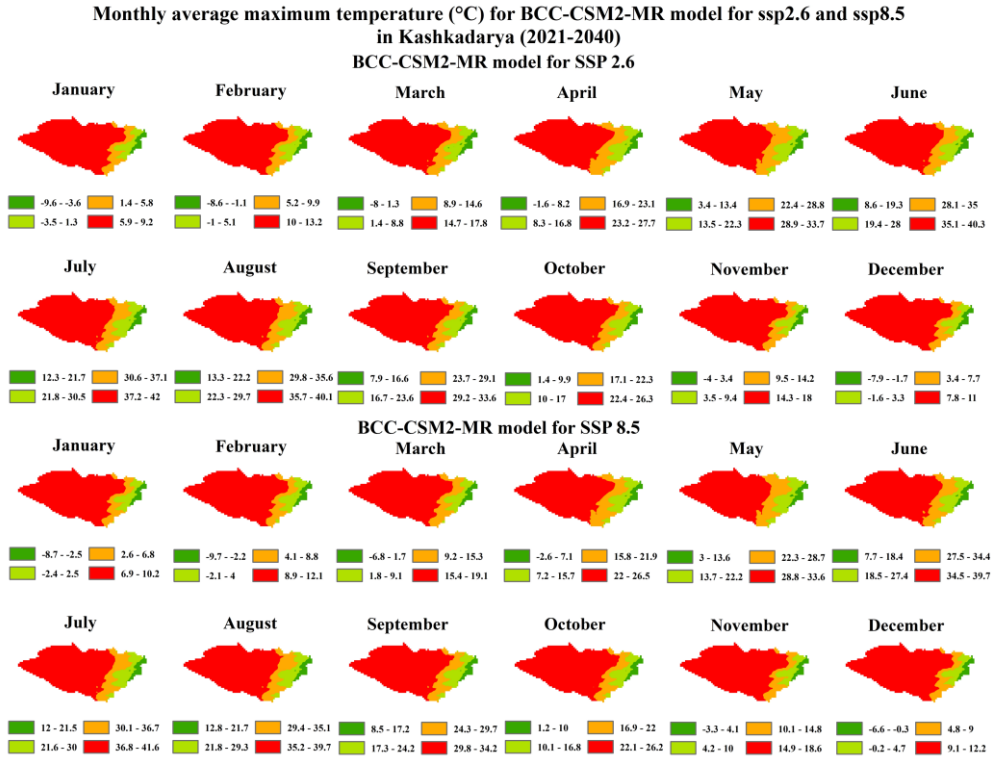 Monthly average maximum temperature (°C) for BCC-CSM2-MR model for ssp2.6 and ssp8.5
in Kashkadarya (2021-2040)
BCC-CSM2-MR model for SSP 2.6
January February March April May June
-9.6 - -3.6 1.4 - 5.8 -8.6 - -1.1 5.2 - 9.9 -8 - 1.3 8.9 - 14.6 -1.6 - 8.2 16.9 - 23.1 3.4 - 13.4 22.4 - 28.8 8.6 - 19.3 28.1 - 35
-3.5 - 1.3 5.9 - 9.2 -1 - 5.1 10 - 13.2 1.4 - 8.8 14.7 - 17.8 8.3 - 16.8 23.2 - 27.7 13.5 - 22.3 28.9 - 33.7 19.4 - 28 35.1 - 40.3
July August September October November December
12.3 - 21.7 30.6 - 37.1 13.3 - 22.2 29.8 - 35.6 7.9 - 16.6 23.7 - 29.1 1.4 - 9.9 17.1 - 22.3 -4 - 3.4 9.5 - 14.2 -7.9 - -1.7 3.4 - 7.7
21.8 - 30.5 37.2 - 42 22.3 - 29.7 35.7 - 40.1 16.7 - 23.6 29.2 - 33.6 10 - 17 22.4 - 26.3 3.5 - 9.4 14.3 - 18 -1.6 - 3.3 7.8 - 11
BCC-CSM2-MR model for SSP 8.5
January February March April May June
-8.7 - -2.5 2.6 - 6.8 -9.7 - -2.2 4.1 - 8.8 -6.8 - 1.7 9.2 - 15.3 -2.6 - 7.1 15.8 - 21.9 3 - 13.6 22.3 - 28.7 7.7 - 18.4 27.5 - 34.4
-2.4 - 2.5 6.9 - 10.2 -2.1 - 4 8.9 - 12.1 1.8 - 9.1 15.4 - 19.1 7.2 - 15.7 22 - 26.5 13.7 - 22.2 28.8 - 33.6 18.5 - 27.4 34.5 - 39.7
July August September October November December
12 - 21.5 30.1 - 36.7 12.8 - 21.7 29.4 - 35.1 8.5 - 17.2 24.3 - 29.7 1.2 - 10 16.9 - 22 -3.3 - 4.1 10.1 - 14.8 -6.6 - -0.3 4.8 - 9
21.6 - 30 36.8 - 41.6 21.8 - 29.3 35.2 - 39.7 17.3 - 24.2 29.8 - 34.2 10.1 - 16.8 22.1 - 26.2 4.2 - 10 14.9 - 18.6 -0.2 - 4.7 9.1 - 12.2